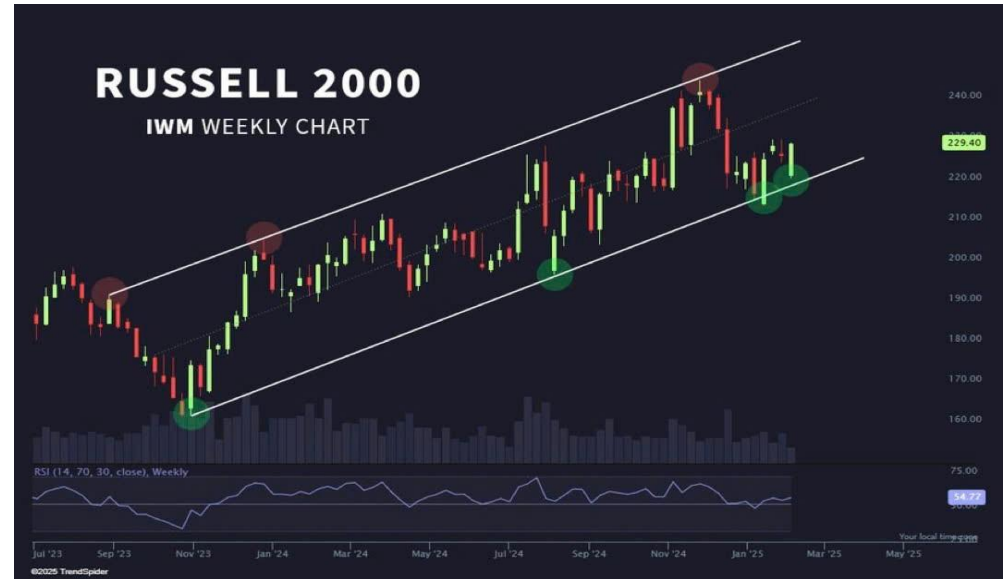 RUSSELL 2000
IWM WEEKLY CHART
240.00
229.40
220.00
210.00
200.00
190.00
180.00
170.00
160.00
RSI (14, 70, 30, close), Weekly
75.00
54.77
Your local time zone
Jul '23
Sep '23
Nov '23
Jan '24
Mar '24
May '24
Jul '24
Sep '24
Nov '24
Jan '25
Mar '25
May '25
©2025 TrendSpider